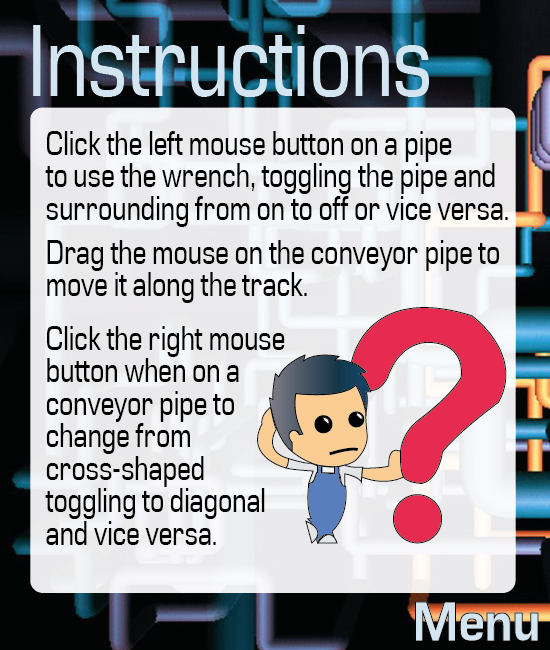 Instructions
Click the left mouse button on a pipe
to use the wrench, toggling the pipe and
surrounding from on to off or vice versa.
Drag the mouse on the conveyor pipe to
move it along the track.
Click the right mouse
button when on a
conveyor pipe to
change from
cross-shaped
toggling to diagonal
and vice versa.
Menu